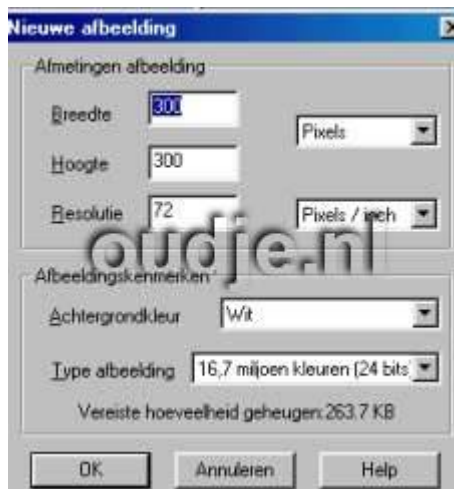 Nieuwe afbeelding
Afmetingen afbeelding
Breedte 300
Pixels
Hoogte 300
Resolutie 72 Pixels / inch
oudje.nl
Afbeeldingskenmerken
Achtergrondkleur Wit
Type afbeelding 16,7 miljoen kleuren (24 bits
Vereiste hoeveelheid geheugen:263.7 KB
OK Annuleren Help